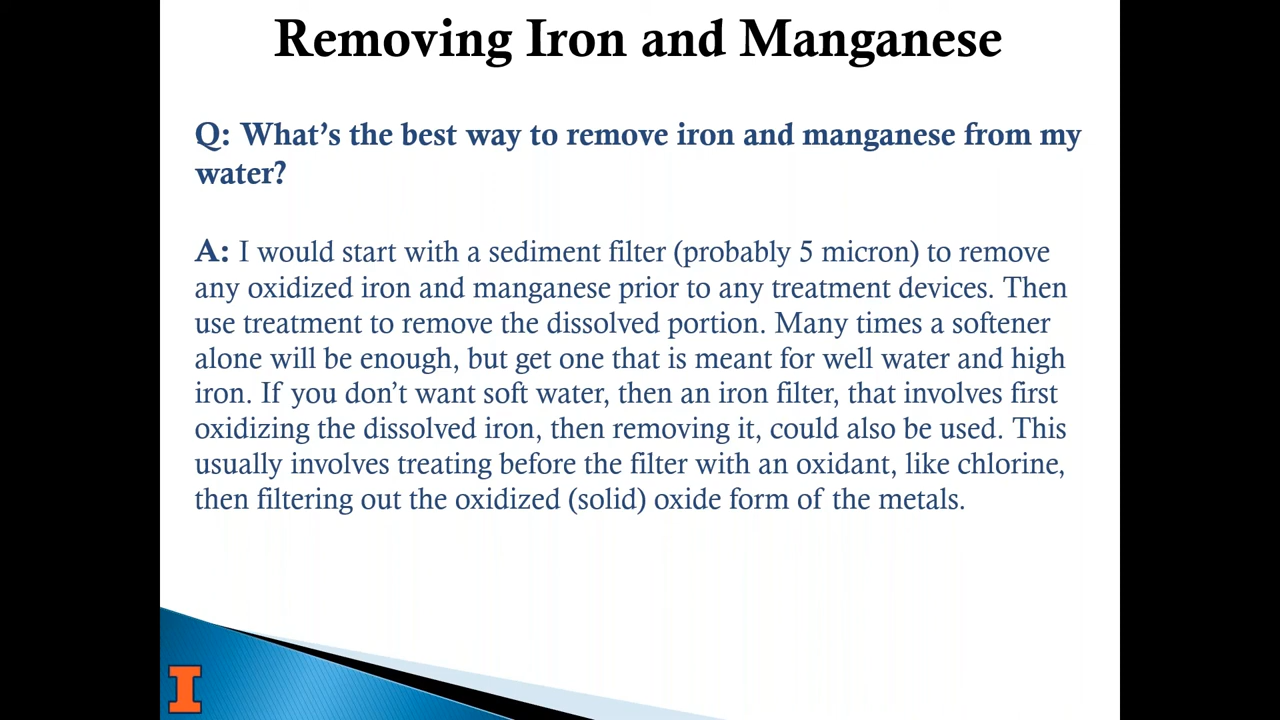 Removing Iron and Manganese
Q: What’s the best way to remove iron and manganese from my
water?
A: I would start with a sediment filter (probably 5 micron) to remove
any oxidized iron and manganese prior to any treatment devices. Then
use treatment to remove the dissolved portion. Many times a softener
alone will be enough, but get one that is meant for well water and high
iron. If you don’t want soft water, then an iron filter, that involves first
oxidizing the dissolved iron, then removing it, could also be used. This
usually involves treating before the filter with an oxidant, like chlorine,
then filtering out the oxidized (solid) oxide form of the metals.
I